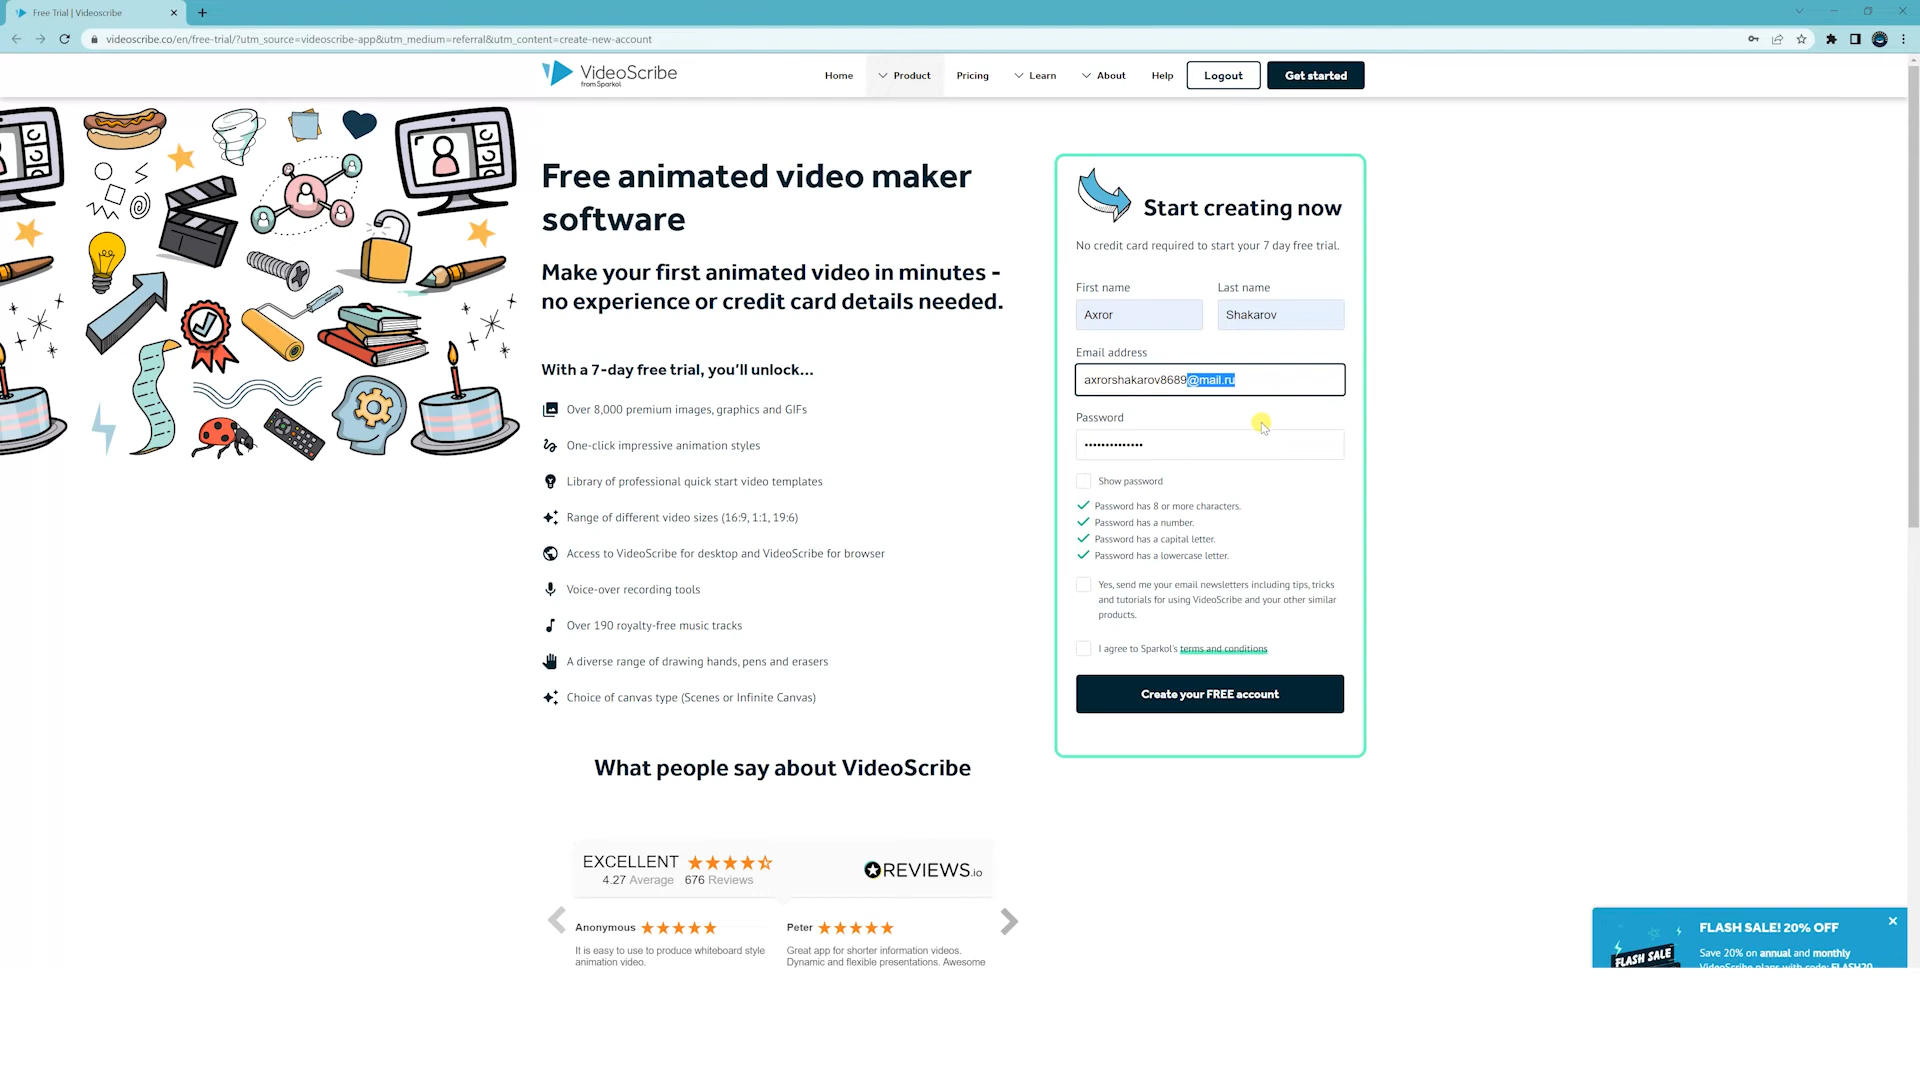 Free Trial | Videoscribe
videoscribe.co/en/free-trial/?utm_source=videoscribe-app&utm_medium=referral&utm_content=create-new-account
VideoScribe
from Sparkol
Home
Product
Pricing
Learn
About
Help
Logout
Get started
Free animated video maker
software
Make your first animated video in minutes -
no experience or credit card details needed.
With a 7-day free trial, you'll unlock...
Over 8,000 premium images, graphics and GIFs
One-click impressive animation styles
Library of professional quick start video templates
Range of different video sizes (16:9, 1:1, 19:6)
Access to VideoScribe for desktop and VideoScribe for browser
Voice-over recording tools
Over 190 royalty-free music tracks
A diverse range of drawing hands, pens and erasers
Choice of canvas type (Scenes or Infinite Canvas)
Start creating now
No credit card required to start your 7 day free trial.
First name
Last name
Axror
Shakarov
Email address
axrorshakarov8689@mail.ru
Password
••••••••••••••
Show password
Password has 8 or more characters.
Password has a number.
Password has a capital letter.
Password has a lowercase letter.
Yes, send me your email newsletters including tips, tricks
and tutorials for using VideoScribe and your other similar
products.
I agree to Sparkol's terms and conditions
Create your FREE account
What people say about VideoScribe
EXCELLENT
4.27 Average 676 Reviews
REVIEWS.io
Anonymous
It is easy to use to produce whiteboard style
animation video.
Peter
Great app for shorter information videos.
Dynamic and flexible presentations. Awesome
FLASH SALE
FLASH SALE! 20% OFF
Save 20% on annual and monthly
VideoScribe plans with code: FLASH20